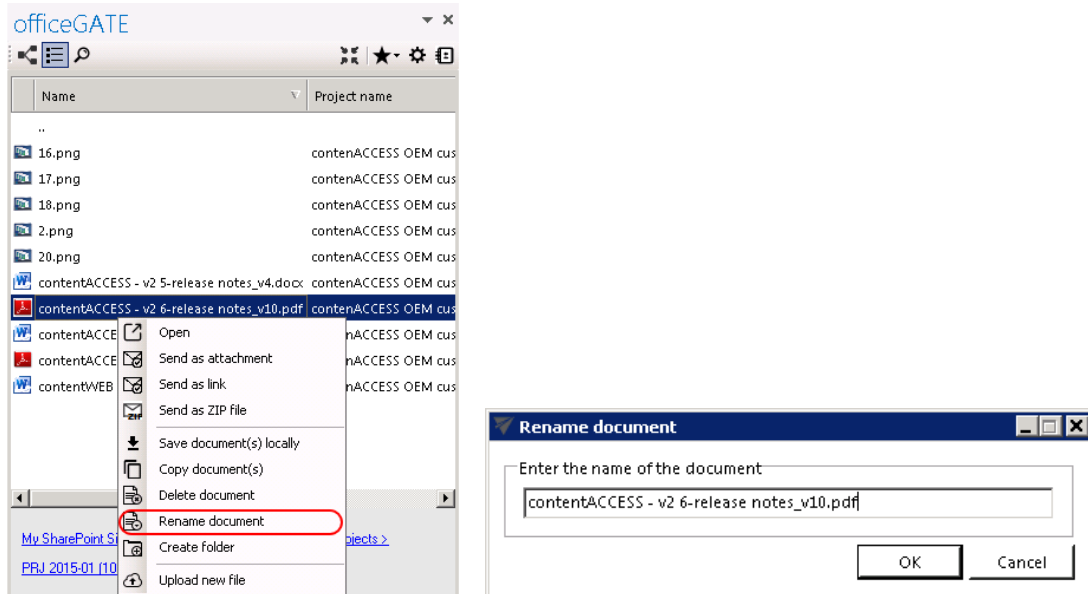 officeGATE
Name Project name
..
16.png contenACCESS OEM cus
17.png contenACCESS OEM cus
18.png contenACCESS OEM cus
2.png contenACCESS OEM cus
20.png contenACCESS OEM cus
contentACCESS - v2 5-release notes_v4.docx contenACCESS OEM cus
contentACCESS - v2 6-release notes_v10.pdf contenACCESS OEM cus
contentACCE nACCESS OEM cus
contentACCE nACCESS OEM cus
contentWEB nACCESS OEM cus
Open
Send as attachment
Send as link
ZIP Send as ZIP file
Save document(s) locally
Copy document(s)
Delete document
Rename document
Create folder
Upload new file
My SharePoint Si ojects >
PRJ 2015-01 (10
Rename document
Enter the name of the document
contentACCESS - v2 6-release notes_v10.pdf
OK Cancel